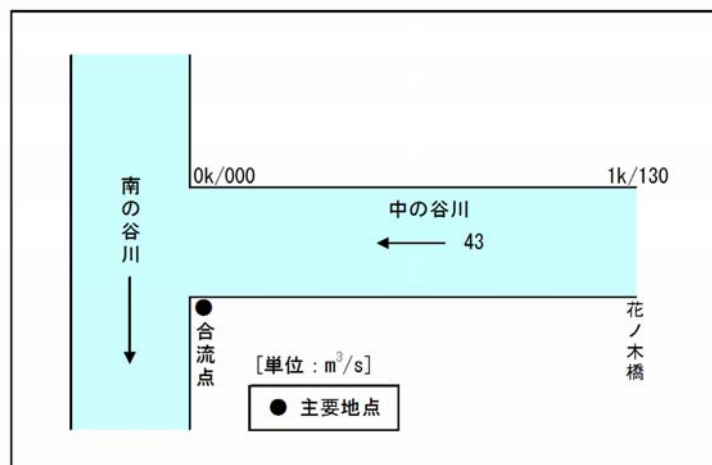 0k/000
1k/130
南の谷川
中の谷川
43
合流点
花ノ木橋
[単位：m³/s]
● 主要地点